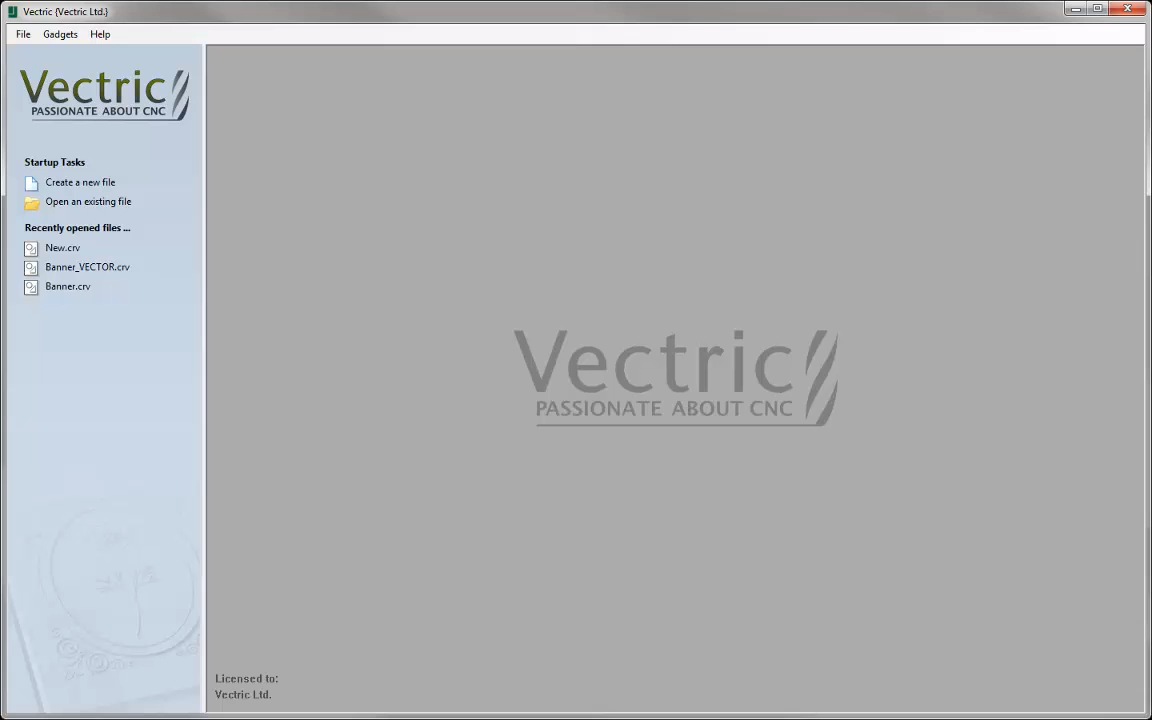 Vectric {Vectric Ltd.}
File Gadgets Help
Vectric
PASSIONATE ABOUT CNC
Startup Tasks
Create a new file
Open an existing file
Recently opened files ...
New.crv
Banner_VECTOR.crv
Banner.crv
Vectric
PASSIONATE ABOUT CNC
Licensed to:
Vectric Ltd.